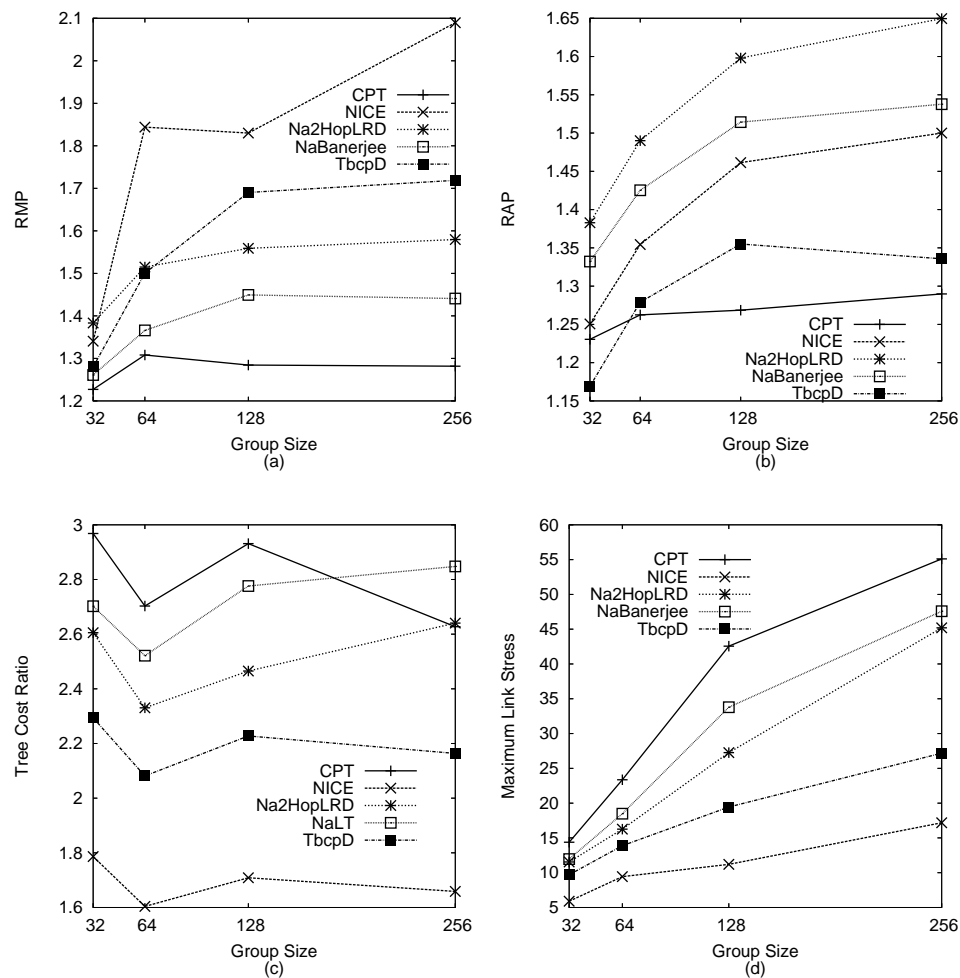 2.1
2
1.9
1.8
1.7
1.6
1.5
1.4
1.3
1.2
RMP
CPT
NICE
Na2HopLRD
NaBanerjee
TbcpD
32 64 128 256
Group Size
(a)
1.65
1.6
1.55
1.5
1.45
1.4
1.35
1.3
1.25
1.2
1.15
RAP
CPT
NICE
Na2HopLRD
NaBanerjee
TbcpD
32 64 128 256
Group Size
(b)
3
2.8
2.6
2.4
2.2
2
1.8
1.6
Tree Cost Ratio
CPT
NICE
Na2HopLRD
NaLT
TbcpD
32 64 128 256
Group Size
(c)
60
55
50
45
40
35
30
25
20
15
10
5
Maximum Link Stress
CPT
NICE
Na2HopLRD
NaBanerjee
TbcpD
32 64 128 256
Group Size
(d)